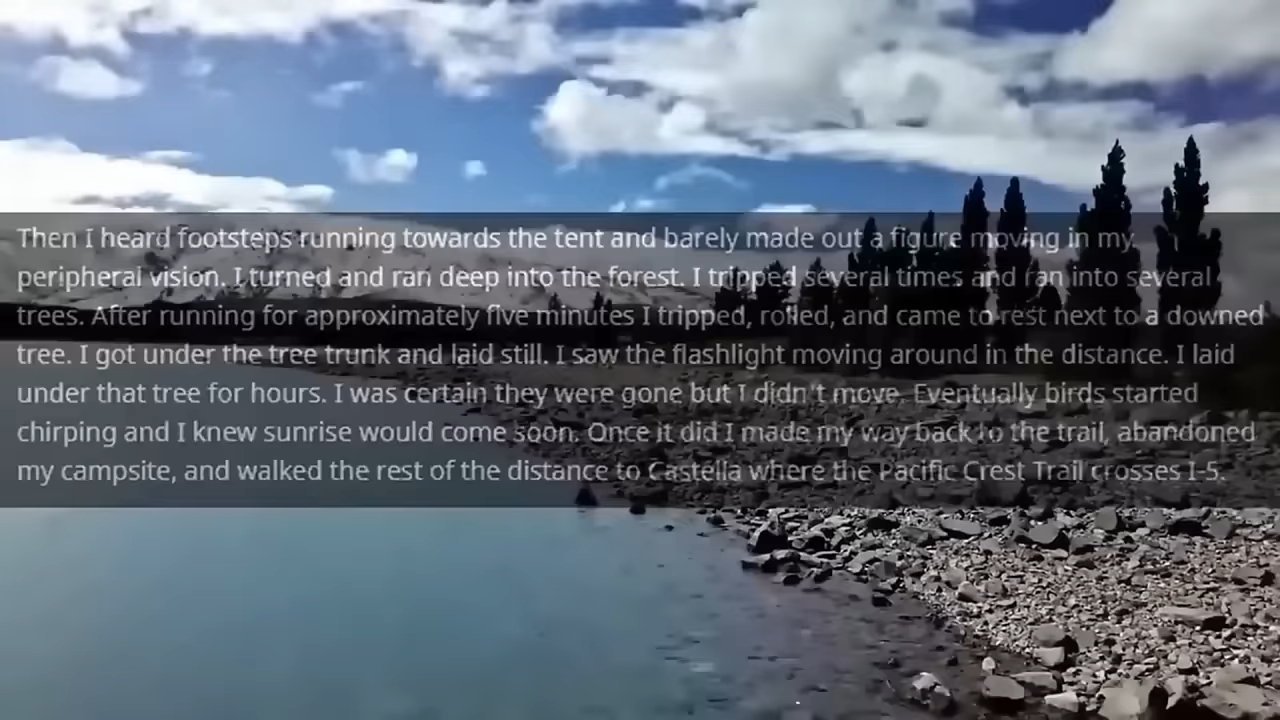 Then I heard footsteps running towards the tent and barely made out a figure moving in my
peripheral vision. I turned and ran deep into the forest. I tripped several times and ran into several
trees. After running for approximately five minutes I tripped, rolled, and came to rest next to a downed
tree. I got under the tree trunk and laid still. I saw the flashlight moving around in the distance. I laid
under that tree for hours. I was certain they were gone but I didn't move. Eventually birds started
chirping and I knew sunrise would come soon. Once it did I made my way back to the trail, abandoned
my campsite, and walked the rest of the distance to Castella where the Pacific Crest Trail crosses I-5.